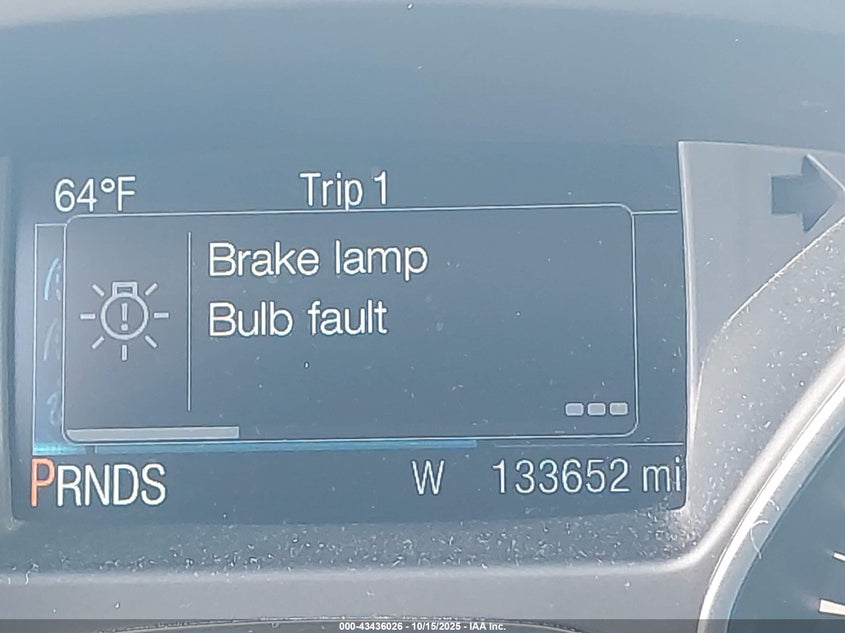 64°F Trip 1
Brake lamp
Bulb fault
PRNDS W 133652 mi
000-43436026 - 10/15/2025 - IAA Inc.